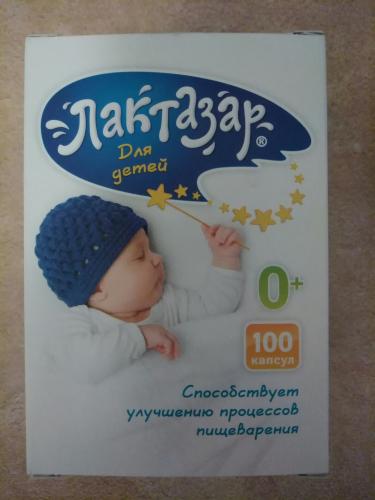 Лактазар®
Для
детей
0+
100
капсул
Способствует
улучшению процессов
пищеварения